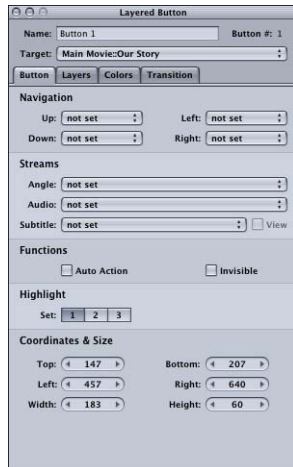 Layered Button
Name: Button 1 Button #: 1
Target: Main Movie::Our Story
Button Layers Colors Transition
Navigation
Up: not set Left: not set
Down: not set Right: not set
Streams
Angle: not set
Audio: not set
Subtitle: not set View
Functions
Auto Action Invisible
Highlight
Set: 1 2 3
Coordinates & Size
Top: 147 Bottom: 207
Left: 457 Right: 640
Width: 183 Height: 60